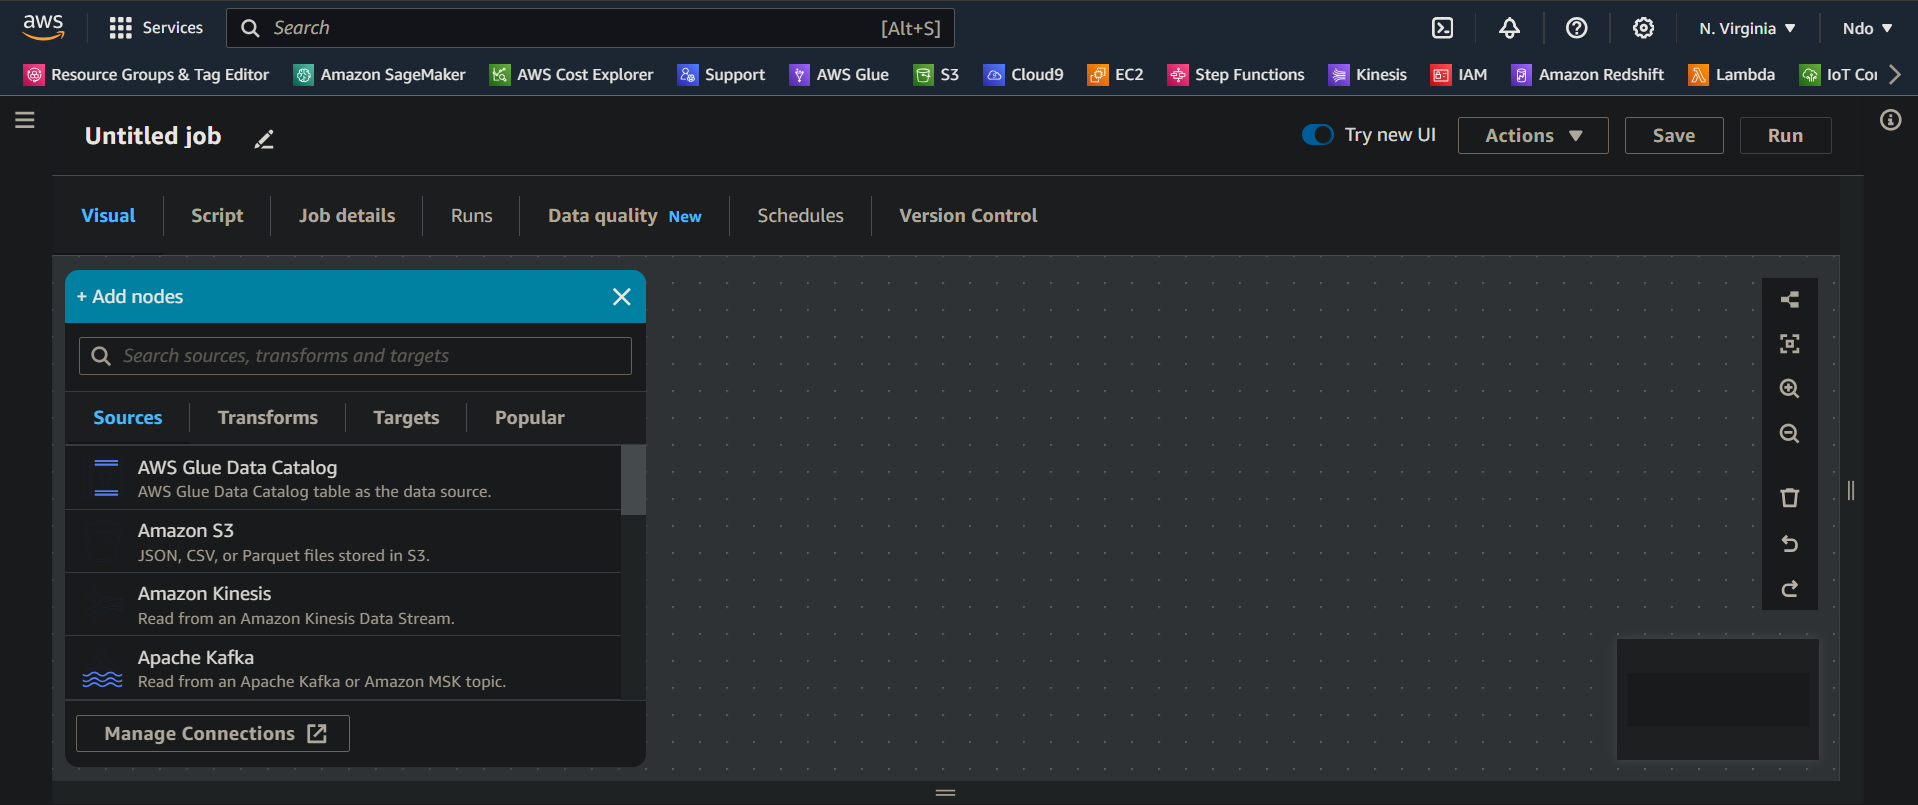 aws Services Search [Alt+S] N. Virginia Ndo
Resource Groups & Tag Editor Amazon SageMaker AWS Cost Explorer Support AWS Glue S3 Cloud9 EC2 Step Functions Kinesis IAM Amazon Redshift Lambda IoT
Untitled job Try new UI Actions Save Run
Visual Script Job details Runs Data quality New Schedules Version Control
+ Add nodes
Search sources, transforms and targets
Sources Transforms Targets Popular
AWS Glue Data Catalog
AWS Glue Data Catalog table as the data source.
Amazon S3
JSON, CSV, or Parquet files stored in S3.
Amazon Kinesis
Read from an Amazon Kinesis Data Stream.
Apache Kafka
Read from an Apache Kafka or Amazon MSK topic.
Manage Connections